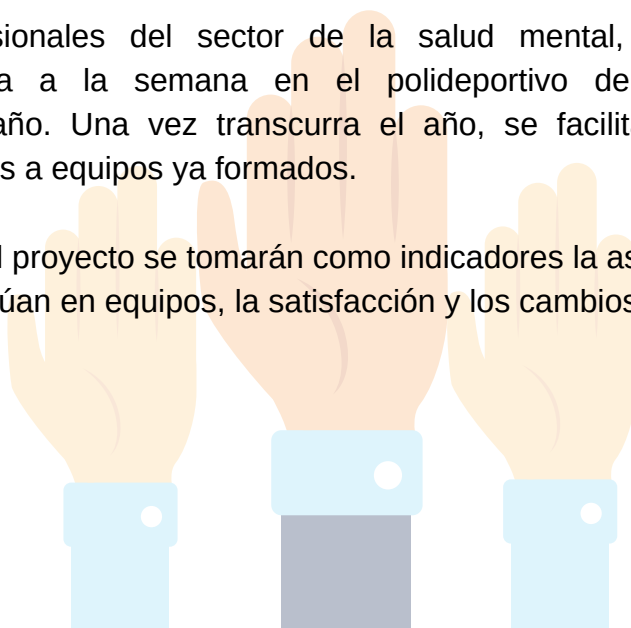 sionales del sector de la salud mental,
a a la semana en el polideportivo de
año. Una vez transcurra el año, se facilit
s a equipos ya formados.
l proyecto se tomarán como indicadores la as
úan en equipos, la satisfacción y los cambios